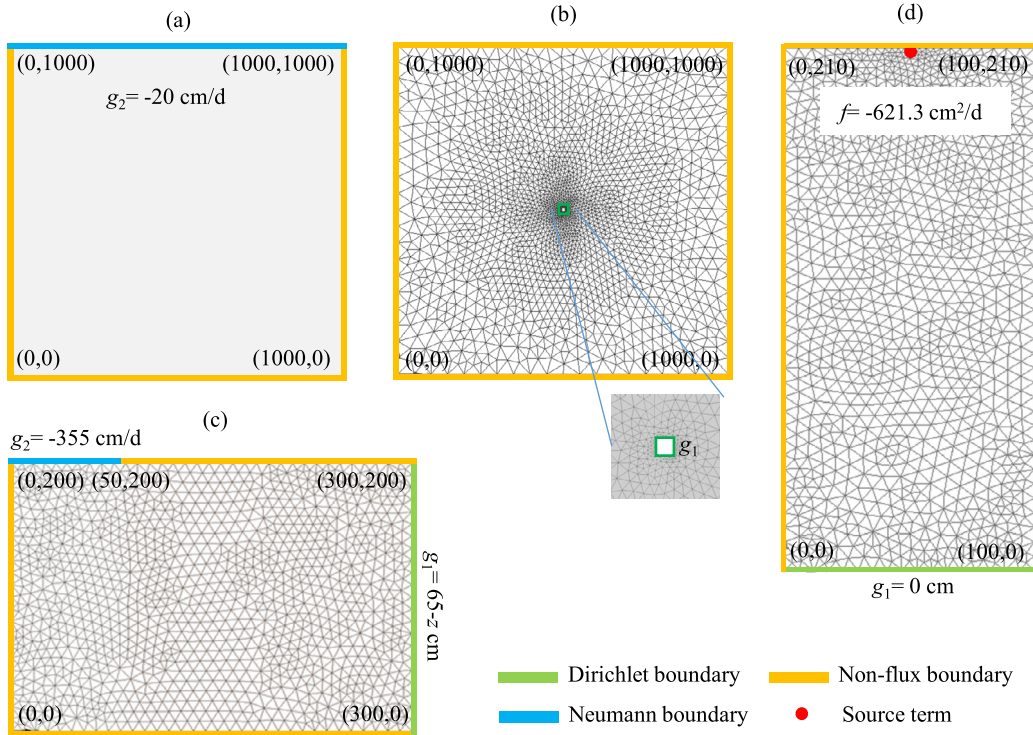 (a)
(0,1000) (1000,1000)
g₂= -20 cm/d
(0,0) (1000,0)
(b)
(0,1000) (1000,1000)
(0,0) (1000,0)
g₁
(c)
g₂= -355 cm/d
(0,200) (50,200) (300,200)
g₁= 65-z cm
(0,0) (300,0)
(d)
(0,210) (100,210)
f= -621.3 cm²/d
(0,0) (100,0)
g₁= 0 cm
Dirichlet boundary
Non-flux boundary
Neumann boundary
Source term